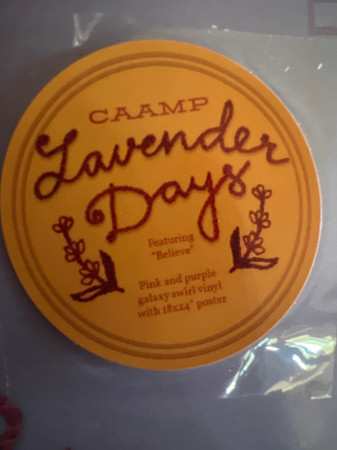 CAAMP
Lavender
Days
Featuring
"Believe"
Pink and purple
galaxy swirl vinyl
with 18x24" poster